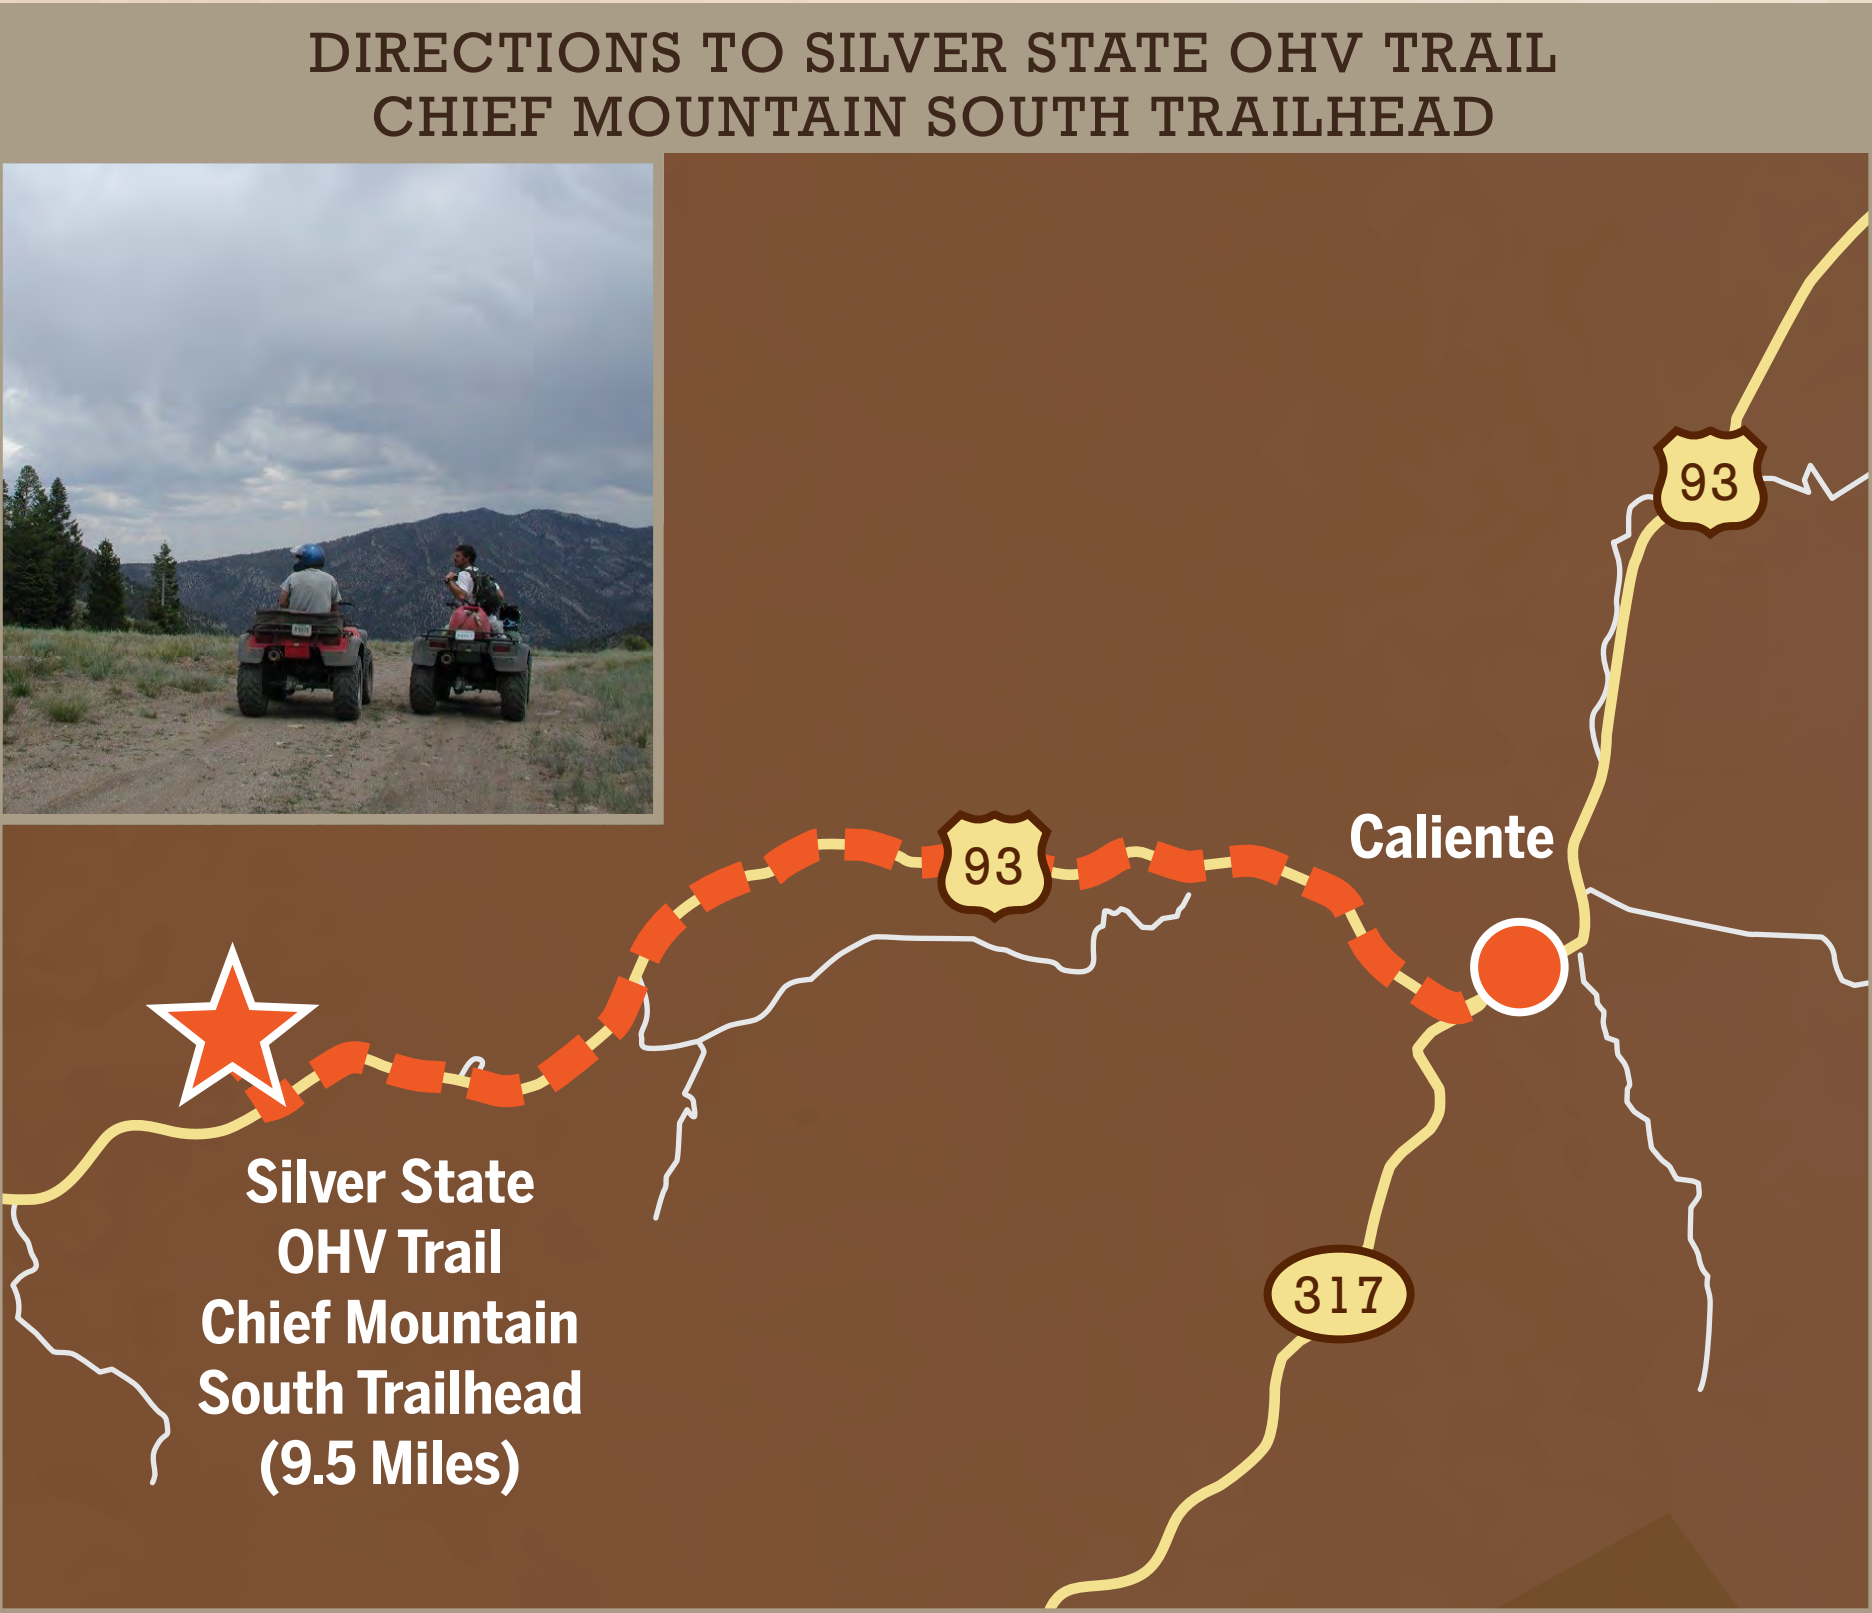 DIRECTIONS TO SILVER STATE OHV TRAIL
CHIEF MOUNTAIN SOUTH TRAILHEAD
93
93
Caliente
Silver State
OHV Trail
Chief Mountain
South Trailhead
(9.5 Miles)
317